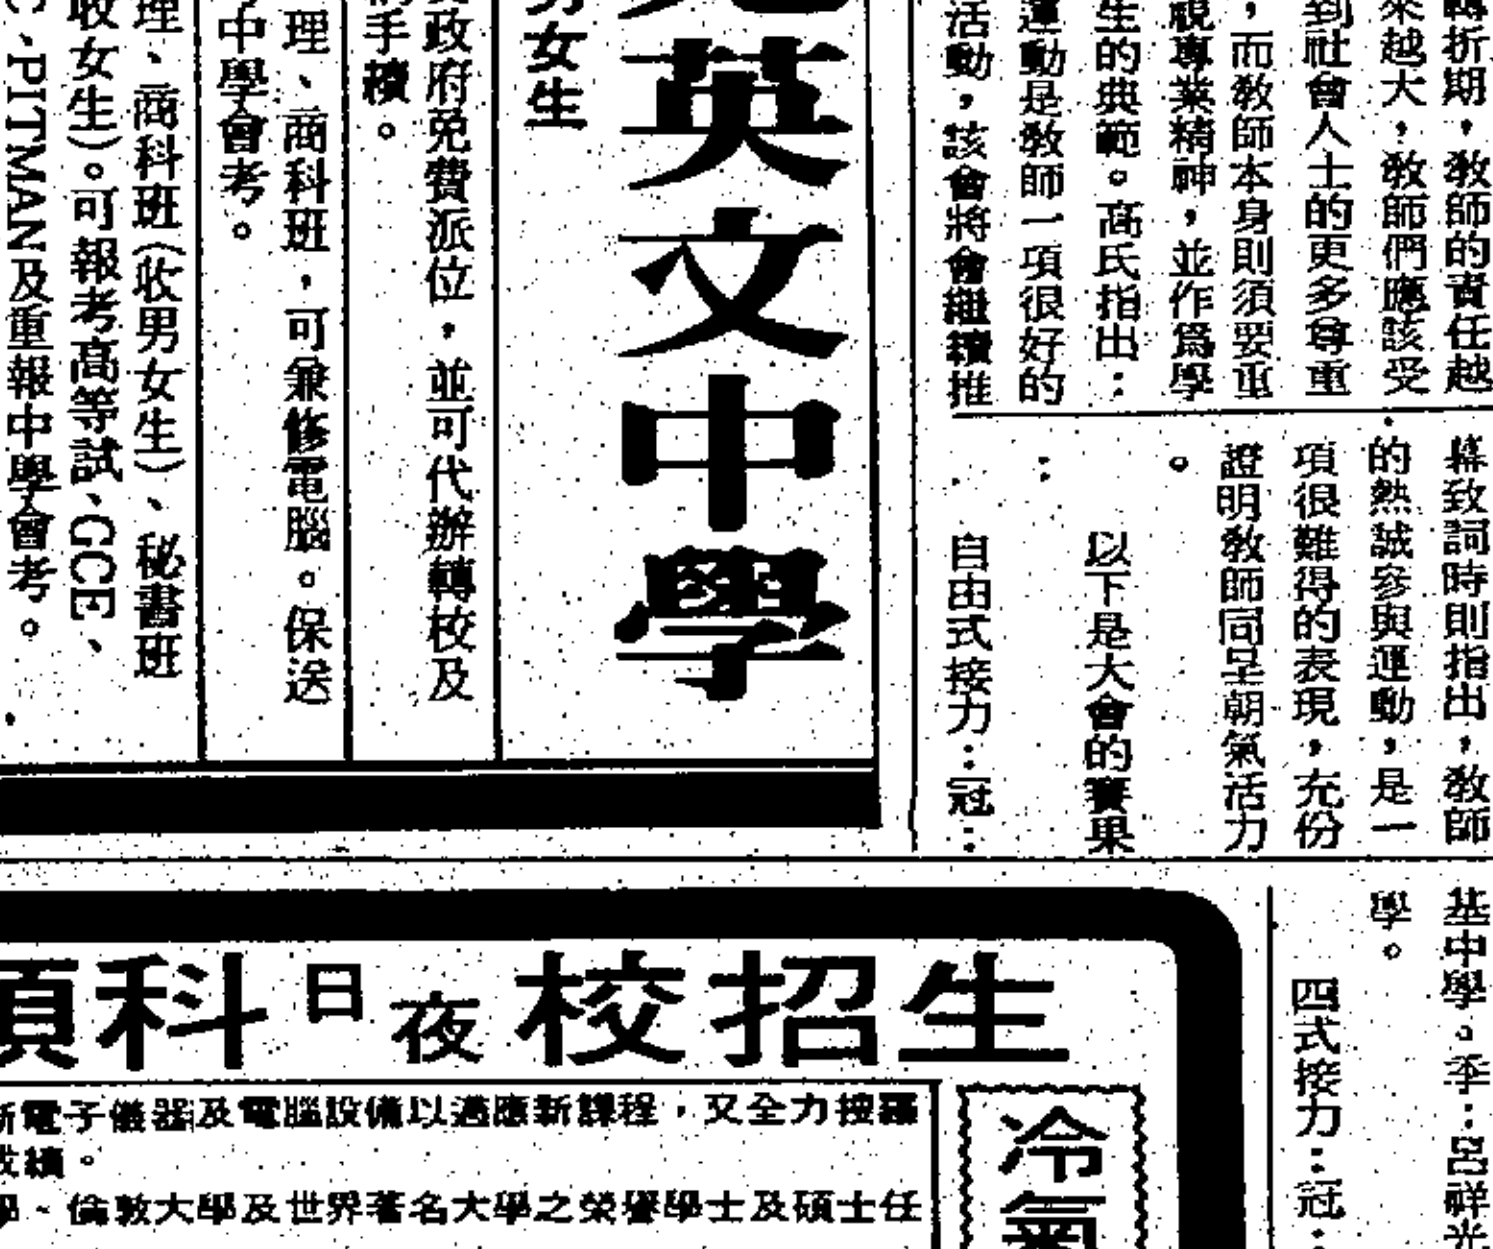 轉折期，教師的責任越
來越大，教師們應該受
到社會人士的更多尊重
，而教師本身則須要重
視專業精神，並作爲學
生的典範。高氏指出：
運動是教師一項很好的
活動，該會將會繼續推
幕致詞時則指出，教師
的熱誠參與運動，是一
項很難得的表現，充份
證明教師同呈朝氣活力
。
以下是大會的賽果
：
自由式接力：冠：
基中學。季：呂祥光
學。
四式接力：冠：
英文中學
男女生
政府免費派位，並可代辦轉校及
手續。
理、商科班，可兼修電腦。保送
中學會考。
理、商科班(收男女生)、秘書班
收女生)。可報考高等試、GCE、
C、PITMAN及重報中學會考。
科日夜校招生
新電子儀器及電腦設備以適應新課程，又全力搜羅
成績。
學、倫敦大學及世界著名大學之榮譽學士及碩士任
冷氣